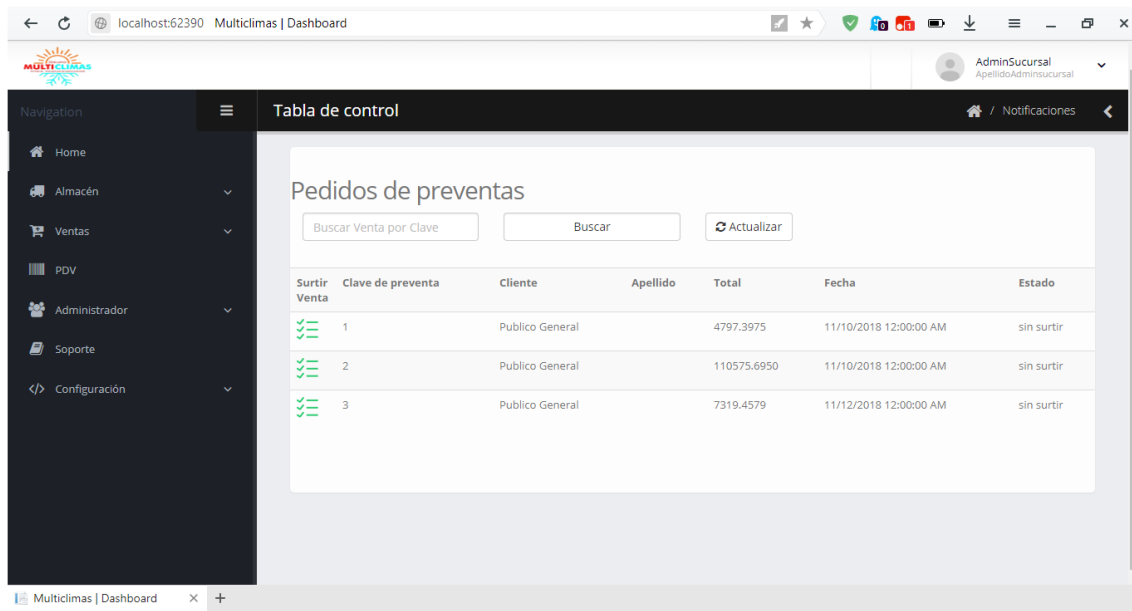 localhost:62390 Multiclimas | Dashboard
0 1
MULTICLIMAS
AdminSucursal
ApellidoAdminsucursal
Navigation
Tabla de control
/ Notificaciones
Home
Almacén
Ventas
PDV
Administrador
Soporte
Configuración
Pedidos de preventas
Buscar Venta por Clave Buscar Actualizar
Surtir Venta Clave de preventa Cliente Apellido Total Fecha Estado
1 Publico General 4797.3975 11/10/2018 12:00:00 AM sin surtir
2 Publico General 110575.6950 11/10/2018 12:00:00 AM sin surtir
3 Publico General 7319.4579 11/12/2018 12:00:00 AM sin surtir
Multiclimas | Dashboard